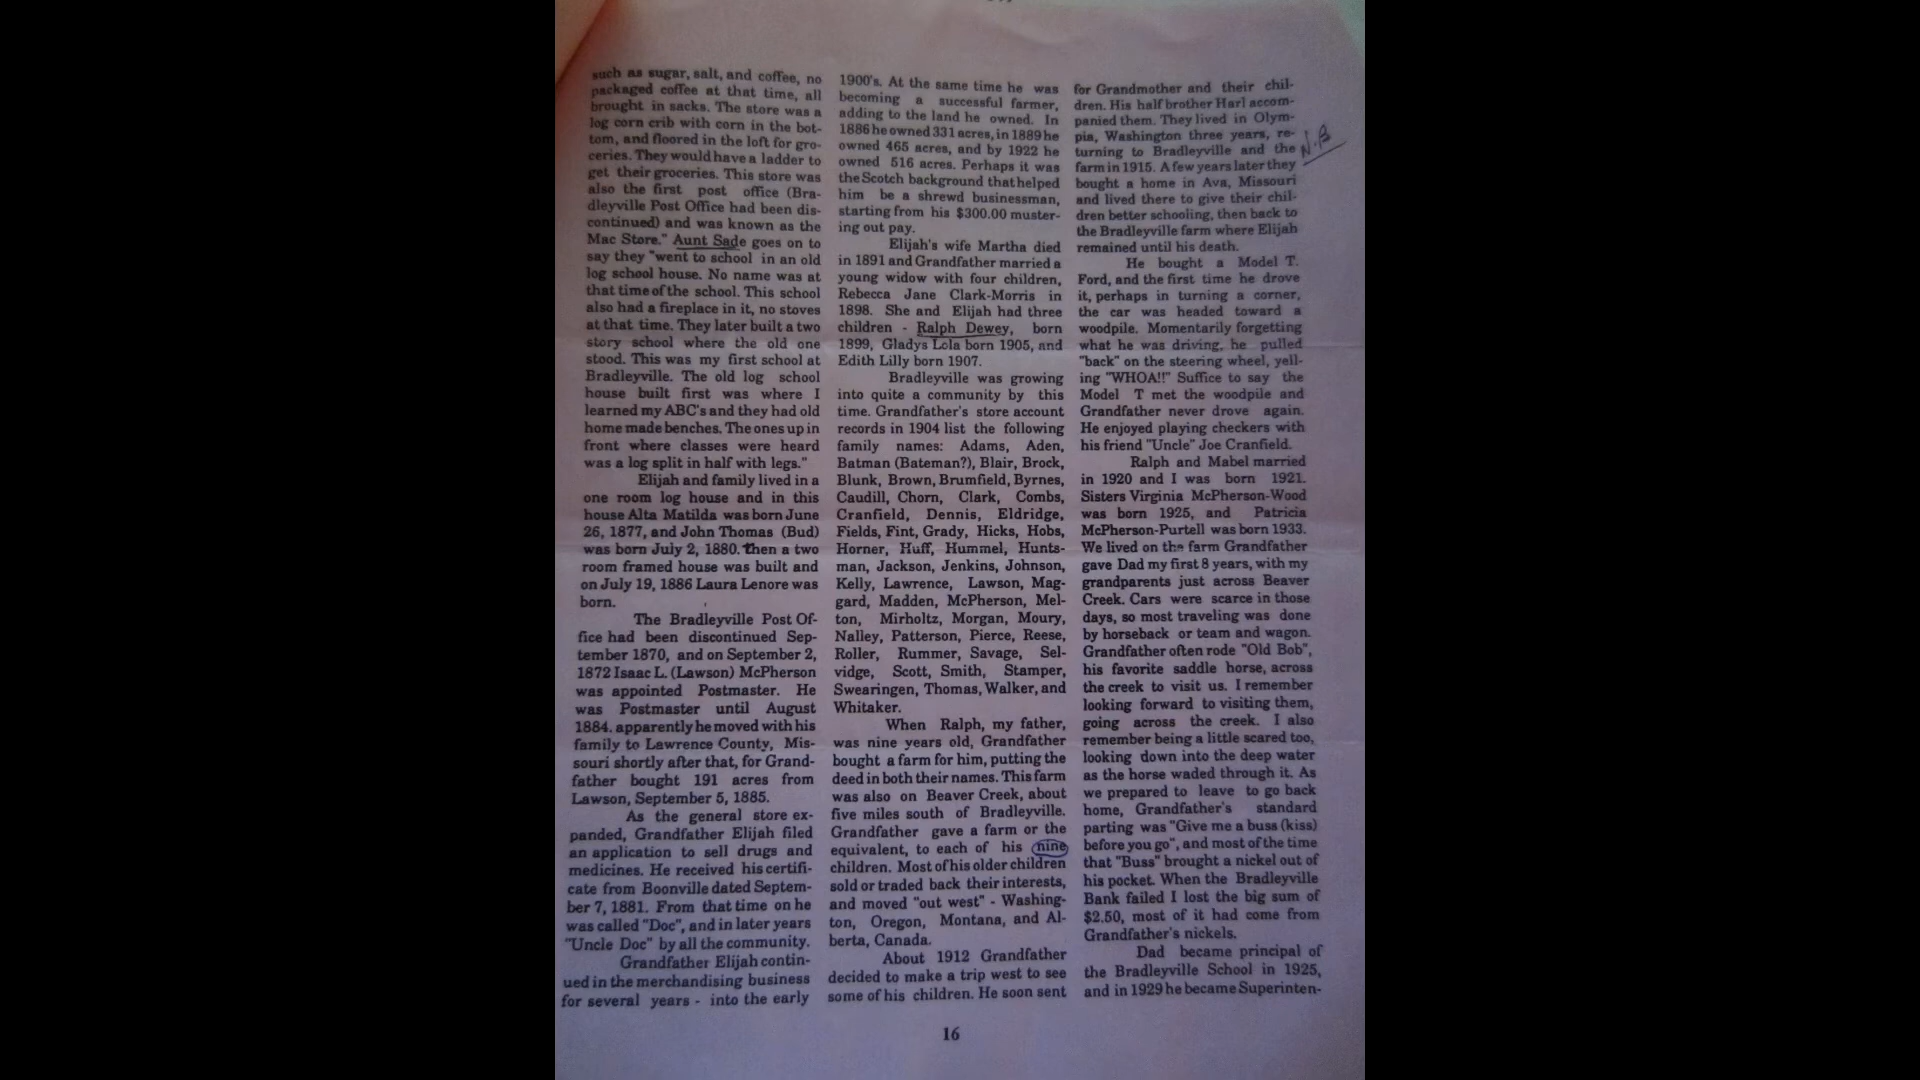 such as sugar, salt, and coffee, no
packaged coffee at that time, all
brought in sacks. The store was a
log corn crib with corn in the bot-
tom, and floored in the loft for gro-
ceries. They would have a ladder to
get their groceries. This store was
also the first post office (Bra-
dleyville Post Office had been dis-
continued) and was known as the
Mac Store." Aunt Sade goes on to
say they "went to school in an old
log school house. No name was at
that time of the school. This school
also had a fireplace in it, no stoves
at that time. They later built a two
story school where the old one
stood. This was my first school at
Bradleyville. The old log school
house built first was where I
learned my ABC's and they had old
home made benches. The ones up in
front where classes were heard
was a log split in half with legs."
Elijah and family lived in a
one room log house and in this
house Alta Matilda was born June
26, 1877, and John Thomas (Bud)
was born July 2, 1880. then a two
room framed house was built and
on July 19, 1886 Laura Lenore was
born.
The Bradleyville Post Of-
fice had been discontinued Sep-
tember 1870, and on September 2,
1872 Isaac L. (Lawson) McPherson
was appointed Postmaster. He
was Postmaster until August
1884. apparently he moved with his
family to Lawrence County, Mis-
souri shortly after that, for Grand-
father bought 191 acres from
Lawson, September 5, 1885.
As the general store ex-
panded, Grandfather Elijah filed
an application to sell drugs and
medicines. He received his certifi-
cate from Boonville dated Septem-
ber 7, 1881. From that time on he
was called "Doc", and in later years
"Uncle Doc" by all the community.
Grandfather Elijah contin-
ued in the merchandising business
for several years - into the early
1900's. At the same time he was
becoming a successful farmer,
adding to the land he owned. In
1886 he owned 331 acres, in 1889 he
owned 465 acres, and by 1922 he
owned 516 acres. Perhaps it was
the Scotch background that helped
him be a shrewd businessman,
starting from his $300.00 muster-
ing out pay.
Elijah's wife Martha died
in 1891 and Grandfather married a
young widow with four children,
Rebecca Jane Clark-Morris in
1898. She and Elijah had three
children - Ralph Dewey, born
1899, Gladys Lola born 1905, and
Edith Lilly born 1907.
Bradleyville was growing
into quite a community by this
time. Grandfather's store account
records in 1904 list the following
family names: Adams, Aden,
Batman (Bateman?), Blair, Brock,
Blunk, Brown, Brumfield, Byrnes,
Caudill, Chorn, Clark, Combs,
Cranfield, Dennis, Eldridge,
Fields, Fint, Grady, Hicks, Hobs,
Horner, Huff, Hummel, Hunts-
man, Jackson, Jenkins, Johnson,
Kelly, Lawrence, Lawson, Mag-
gard, Madden, McPherson, Mel-
ton, Mirholtz, Morgan, Moury,
Nalley, Patterson, Pierce, Reese,
Roller, Rummer, Savage, Sel-
vidge, Scott, Smith, Stamper,
Swearingen, Thomas, Walker, and
Whitaker.
When Ralph, my father,
was nine years old, Grandfather
bought a farm for him, putting the
deed in both their names. This farm
was also on Beaver Creek, about
five miles south of Bradleyville.
Grandfather gave a farm or the
equivalent, to each of his nine
children. Most of his older children
sold or traded back their interests,
and moved "out west" - Washing-
ton, Oregon, Montana, and Al-
berta, Canada.
About 1912 Grandfather
decided to make a trip west to see
some of his children. He soon sent
for Grandmother and their chil-
dren. His half brother Harl accom-
panied them. They lived in Olym-
pia, Washington three years, re-
turning to Bradleyville and the
farm in 1915. A few years later they
bought a home in Ava, Missouri
and lived there to give their chil-
dren better schooling, then back to
the Bradleyville farm where Elijah
remained until his death.
He bought a Model T.
Ford, and the first time he drove
it, perhaps in turning a corner,
the car was headed toward a
woodpile. Momentarily forgetting
what he was driving, he pulled
"back" on the steering wheel, yell-
ing "WHOA!!" Suffice to say the
Model T met the woodpile and
Grandfather never drove again.
He enjoyed playing checkers with
his friend "Uncle" Joe Cranfield.
Ralph and Mabel married
in 1920 and I was born 1921.
Sisters Virginia McPherson-Wood
was born 1925, and Patricia
McPherson-Purtell was born 1933.
We lived on the farm Grandfather
gave Dad my first 8 years, with my
grandparents just across Beaver
Creek. Cars were scarce in those
days, so most traveling was done
by horseback or team and wagon.
Grandfather often rode "Old Bob",
his favorite saddle horse, across
the creek to visit us. I remember
looking forward to visiting them,
going across the creek. I also
remember being a little scared too,
looking down into the deep water
as the horse waded through it. As
we prepared to leave to go back
home, Grandfather's standard
parting was "Give me a buss (kiss)
before you go", and most of the time
that "Buss" brought a nickel out of
his pocket. When the Bradleyville
Bank failed I lost the big sum of
$2.50, most of it had come from
Grandfather's nickels.
Dad became principal of
the Bradleyville School in 1925,
and in 1929 he became Superinten-
N.B
16